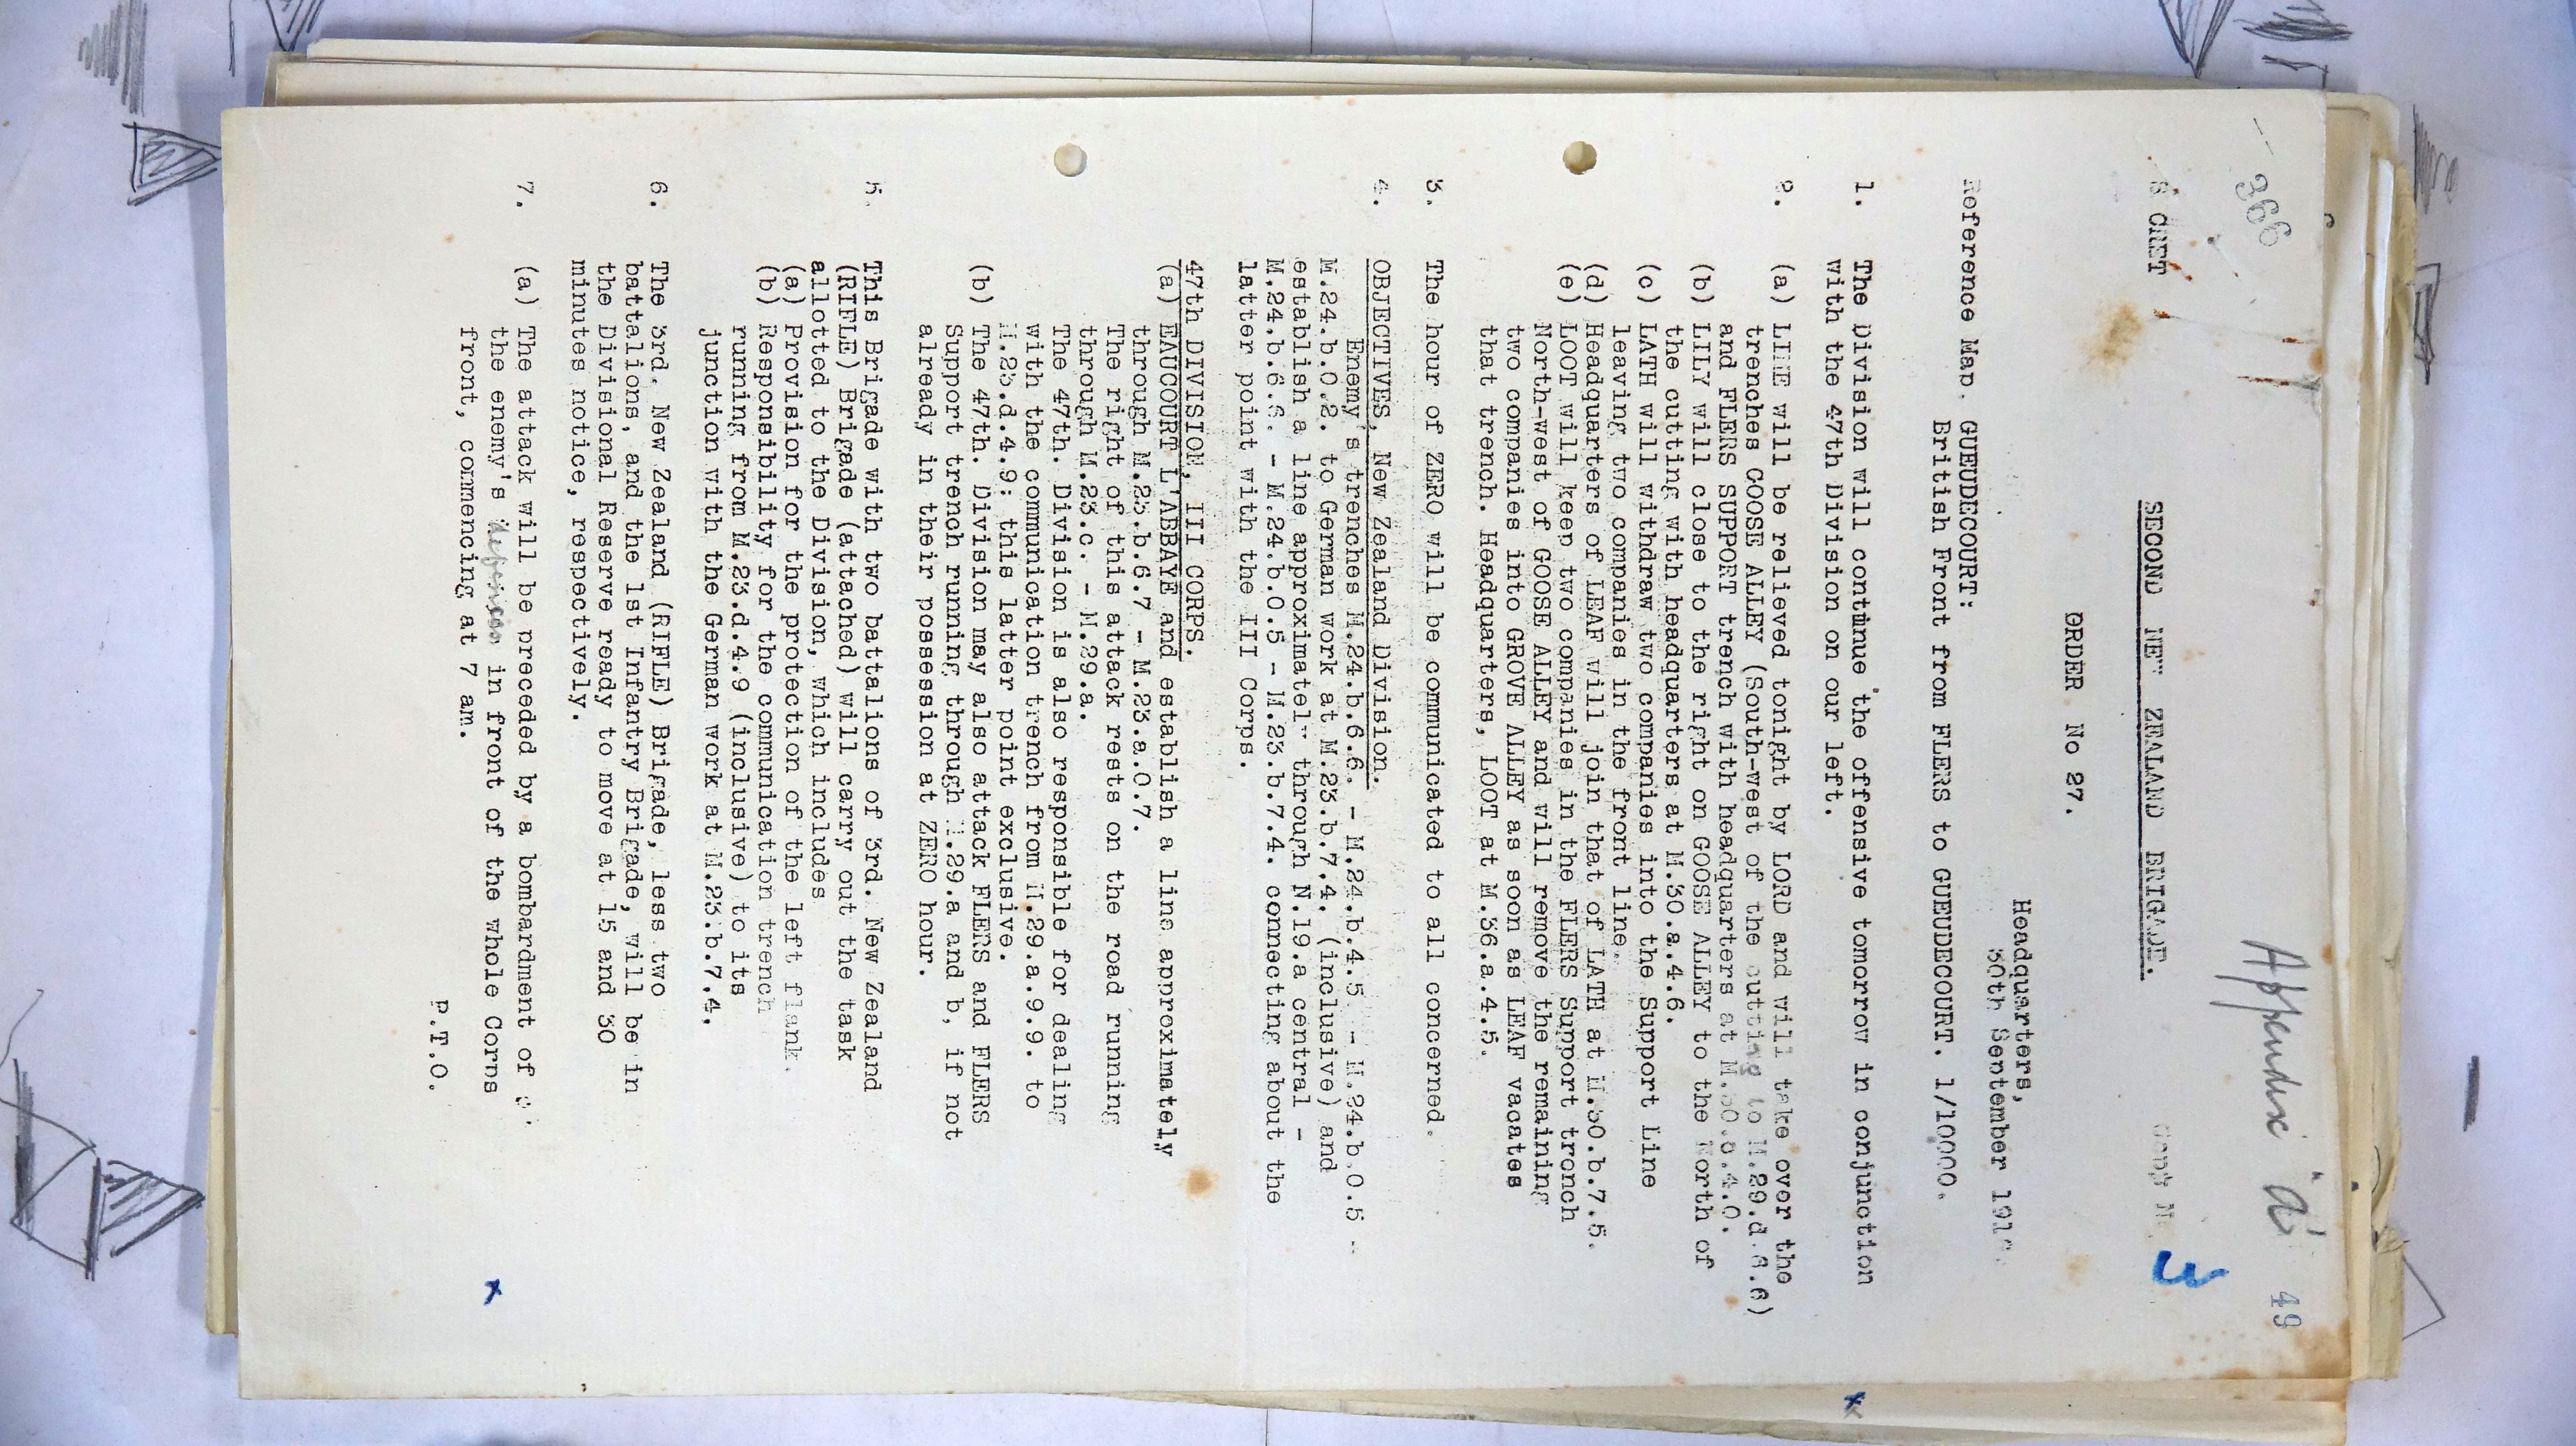 366
Appendix "a"
49
SECRET
Copy N. 3
SECOND NEW ZEALAND BRIGADE.
ORDER No 27.
Headquarters,
30th September 191
Reference Map. GUEUDECOURT:
British Front from FLERS to GUEUDECOURT. 1/10000.
1. The Division will continue the offensive tomorrow in conjunction
with the 47th Division on our left.
2. (a) LINE will be relieved tonight by LORD and will take over the
trenches GOOSE ALLEY (South-west of the cutting to M.29.d.8.6)
and FLERS SUPPORT trench with headquarters at M.30.a.4.0.
(b) LILY will close to the right on GOOSE ALLEY to the North of
the cutting with headquarters at M.30.a.4.6.
(c) LATH will withdraw two companies into the Support Line
leaving two companies in the front line.
(d) Headquarters of LEAF will join that of LATH at M.30.b.7.5.
(e) LOOT will keep two companies in the FLERS Support trench
North-west of GOOSE ALLEY and will remove the remaining
two companies into GROVE ALLEY as soon as LEAF vacates
that trench. Headquarters, LOOT at M.36.a.4.5.
3. The hour of ZERO will be communicated to all concerned.
4. OBJECTIVES, New Zealand Division.
Enemy's trenches M.24.b.6.6. - M.24.b.4.5 - M.24.b.0.5 -
M.24.b.0.2. to German work at M.23.b.7.4. (inclusive) and
establish a line approximately through N.19.a central -
M.24.b.6.6. - M.24.b.0.5 - M.23.b.7.4. connecting about the
latter point with the III Corps.
47th DIVISION, III CORPS.
(a) EAUCOURT L'ABBAYE and establish a line approximately
through M.23.b.6.7 - M.23.a.0.7.
The right of this attack rests on the road running
through M.23.c. - M.29.a.
The 47th. Division is also responsible for dealing
with the communication trench from M.29.a.9.9. to
M.23.d.4.9: this latter point exclusive.
(b) The 47th. Division may also attack FLERS and FLERS
Support trench running through M.29.a and b, if not
already in their possession at ZERO hour.
5. This Brigade with two battalions of 3rd. New Zealand
(RIFLE) Brigade (attached) will carry out the task
allotted to the Division, which includes
(a) Provision for the protection of the left flank.
(b) Responsibility for the communication trench
running from M.23.d.4.9 (inclusive) to its
junction with the German work at M.23.b.7.4.
6. The 3rd. New Zealand (RIFLE) Brigade, less two
battalions, and the 1st Infantry Brigade, will be in
the Divisional Reserve ready to move at 15 and 30
minutes notice, respectively.
7. (a) The attack will be preceded by a bombardment of
the enemy's defences in front of the whole Corps
front, commencing at 7 am.
P.T.O.
x